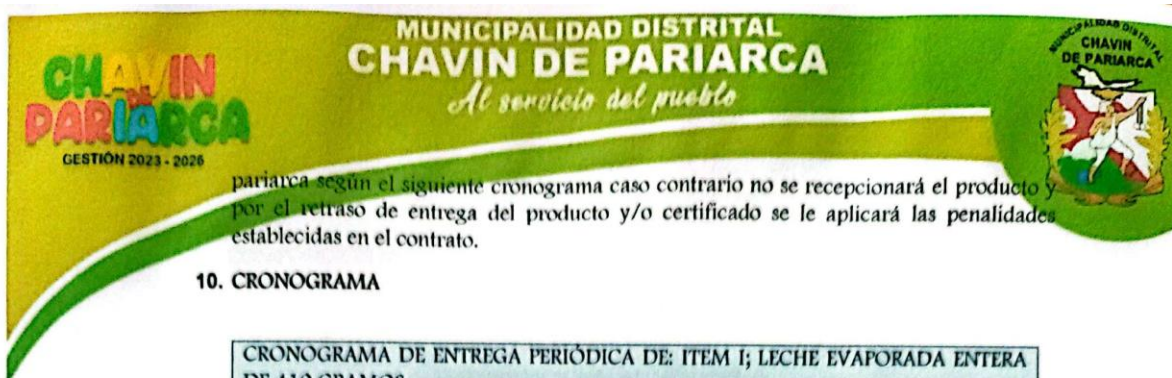 MUNICIPALIDAD DISTRITAL
CHAVIN DE PARIARCA
Al servicio del pueblo
CHAVIN
DE
PARIARCA
GESTIÓN 2023 - 2026
MUNICIPALIDAD DISTRITAL
CHAVIN
DE PARIARCA
pariarca según el siguiente cronograma caso contrario no se recepcionará el producto y
por el retraso de entrega del producto y/o certificado se le aplicará las penalidades
establecidas en el contrato.
10. CRONOGRAMA
CRONOGRAMA DE ENTREGA PERIÓDICA DE: ITEM I; LECHE EVAPORADA ENTERA